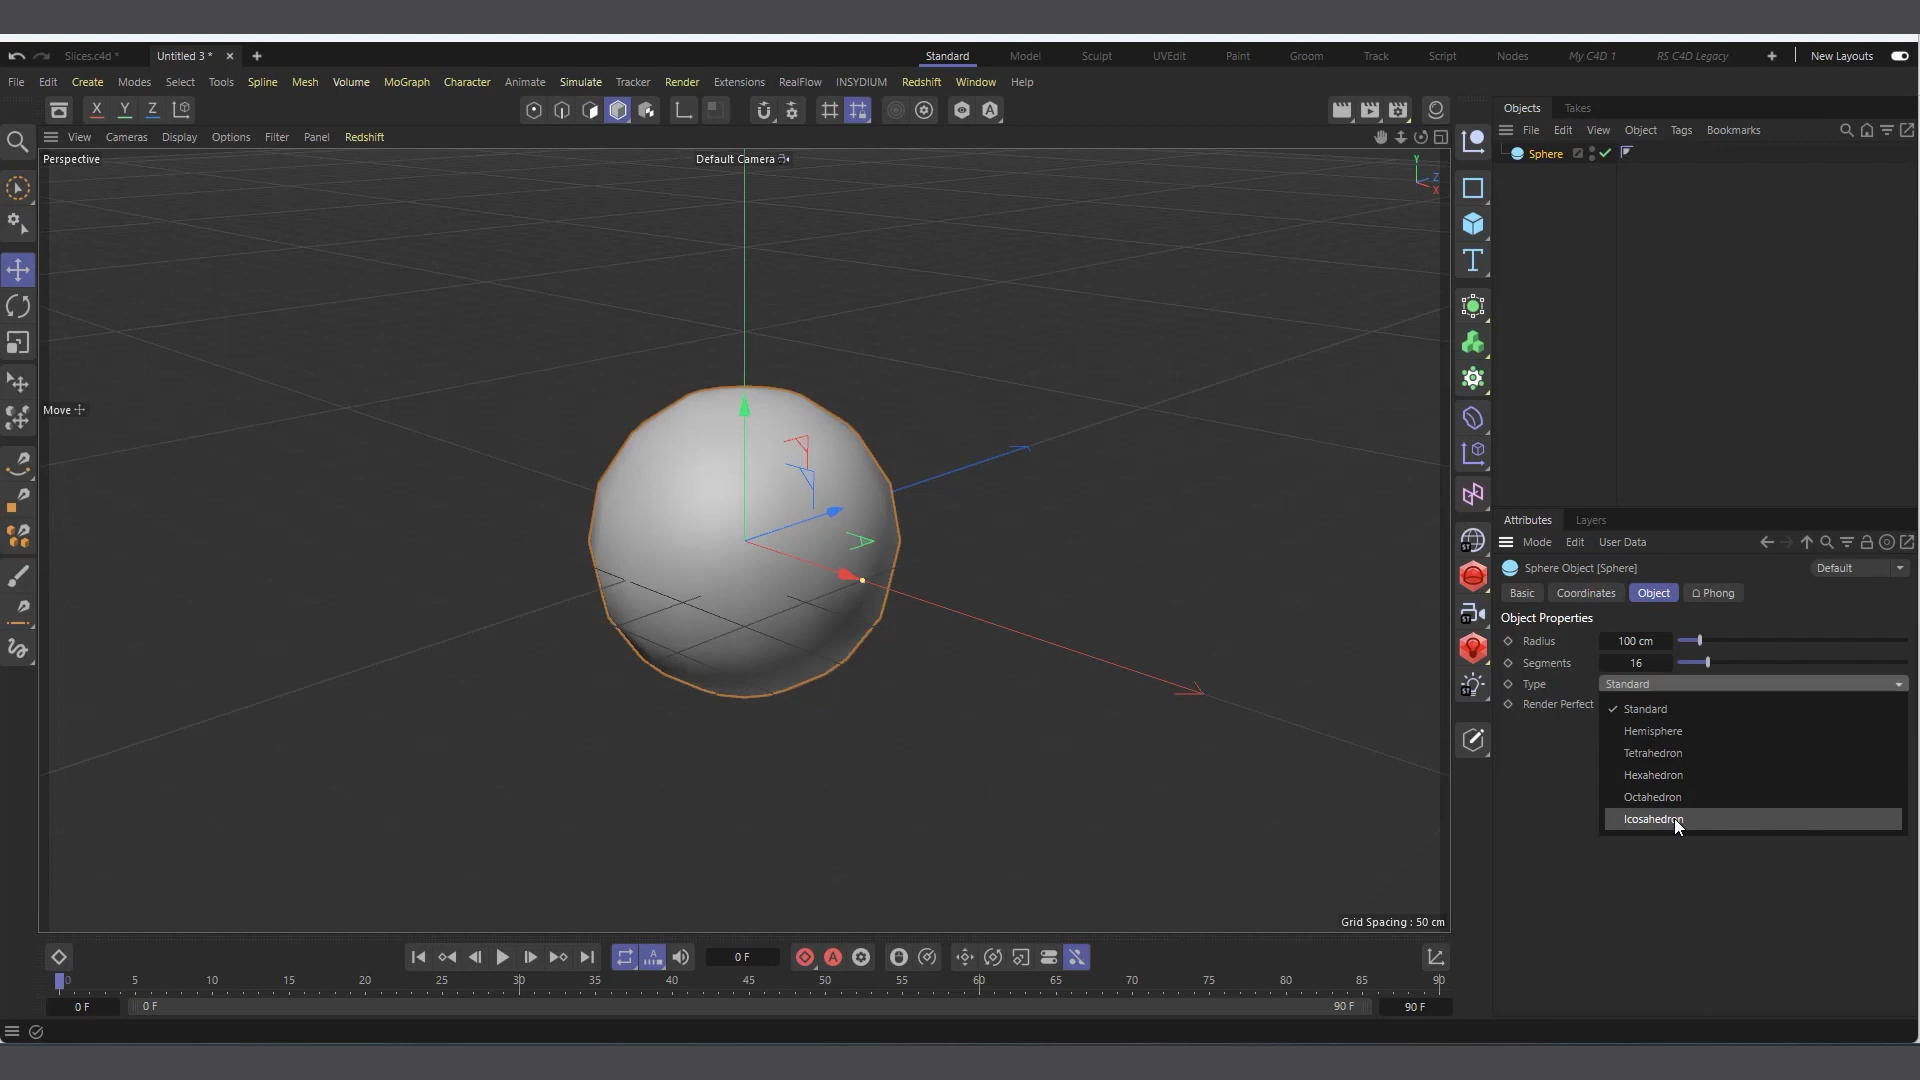 Slices.c4d *
Untitled 3 *
Standard
Model
Sculpt
UVEdit
Paint
Groom
Track
Script
Nodes
My C4D 1
RS C4D Legacy
New Layouts
File Edit Create Modes Select Tools Spline Mesh Volume MoGraph Character Animate Simulate Tracker Render Extensions RealFlow INSYDIUM Redshift Window Help
X Y Z
Objects
Takes
File Edit View Object Tags Bookmarks
View Cameras Display Options Filter Panel Redshift
Perspective
Default Camera
Sphere
Y
Z
X
Move
Attributes
Layers
Mode Edit User Data
Sphere Object [Sphere]
Default
Basic
Coordinates
Object
Phong
Object Properties
Radius 100 cm
Segments 16
Type Standard
Render Perfect
Standard
Hemisphere
Tetrahedron
Hexahedron
Octahedron
Icosahedron
Grid Spacing : 50 cm
0 F
0 5 10 15 20 25 30 35 40 45 50 55 60 65 70 75 80 85 90
0 F
0 F
90 F
90 F